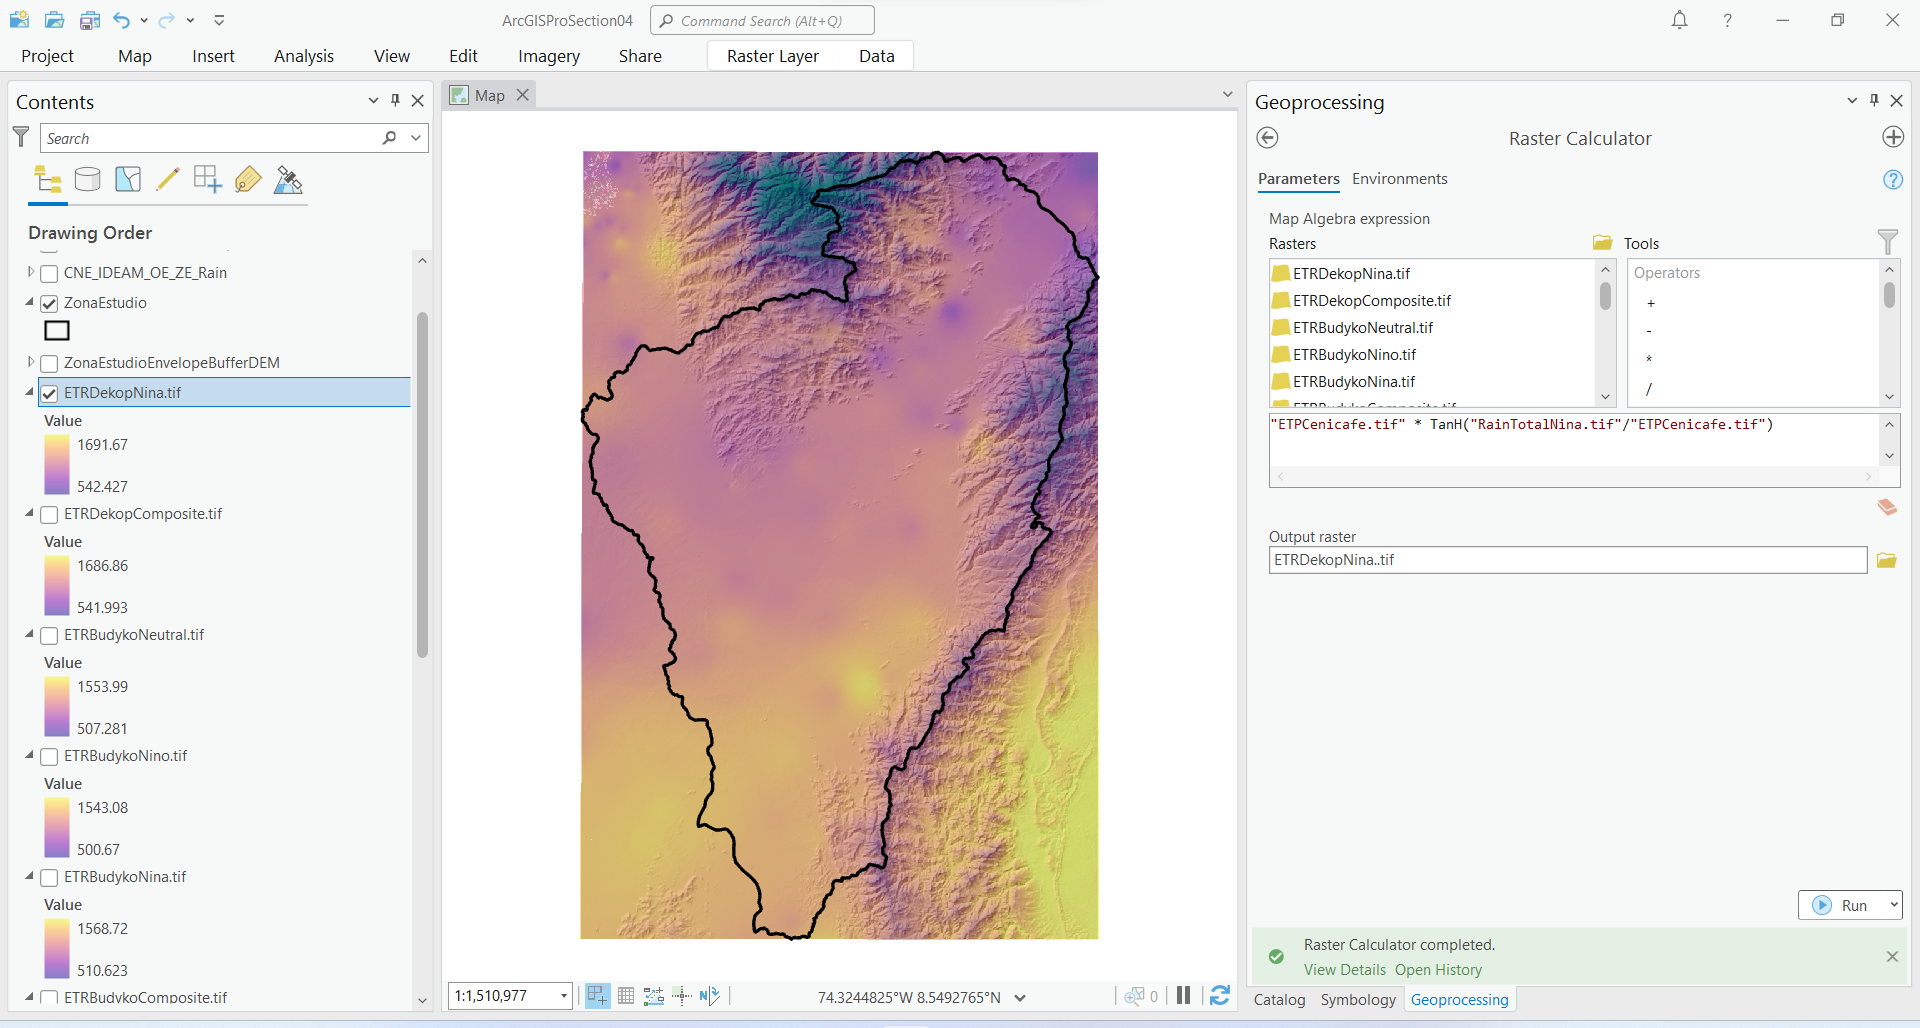 ArcGISProSection04
Command Search (Alt+Q)
?
Project
Map
Insert
Analysis
View
Edit
Imagery
Share
Raster Layer
Data
Contents
Search
Drawing Order
CNE_IDEAM_OE_ZE_Rain
ZonaEstudio
ZonaEstudioEnvelopeBufferDEM
ETRDekopNina.tif
Value
1691.67
542.427
ETRDekopComposite.tif
Value
1686.86
541.993
ETRBudykoNeutral.tif
Value
1553.99
507.281
ETRBudykoNino.tif
Value
1543.08
500.67
ETRBudykoNina.tif
Value
1568.72
510.623
ETRBudykoComposite.tif
Map
1:1,510,977
74.3244825°W 8.5492765°N
0
Geoprocessing
Raster Calculator
Parameters
Environments
?
Map Algebra expression
Rasters
Tools
ETRDekopNina.tif
ETRDekopComposite.tif
ETRBudykoNeutral.tif
ETRBudykoNino.tif
ETRBudykoNina.tif
ETRBudykoComposite.tif
Operators
+
-
*
/
"ETPCenicafe.tif" * TanH("RainTotalNina.tif"/"ETPCenicafe.tif")
Output raster
ETRDekopNina..tif
Run
Raster Calculator completed.
View Details Open History
Catalog
Symbology
Geoprocessing